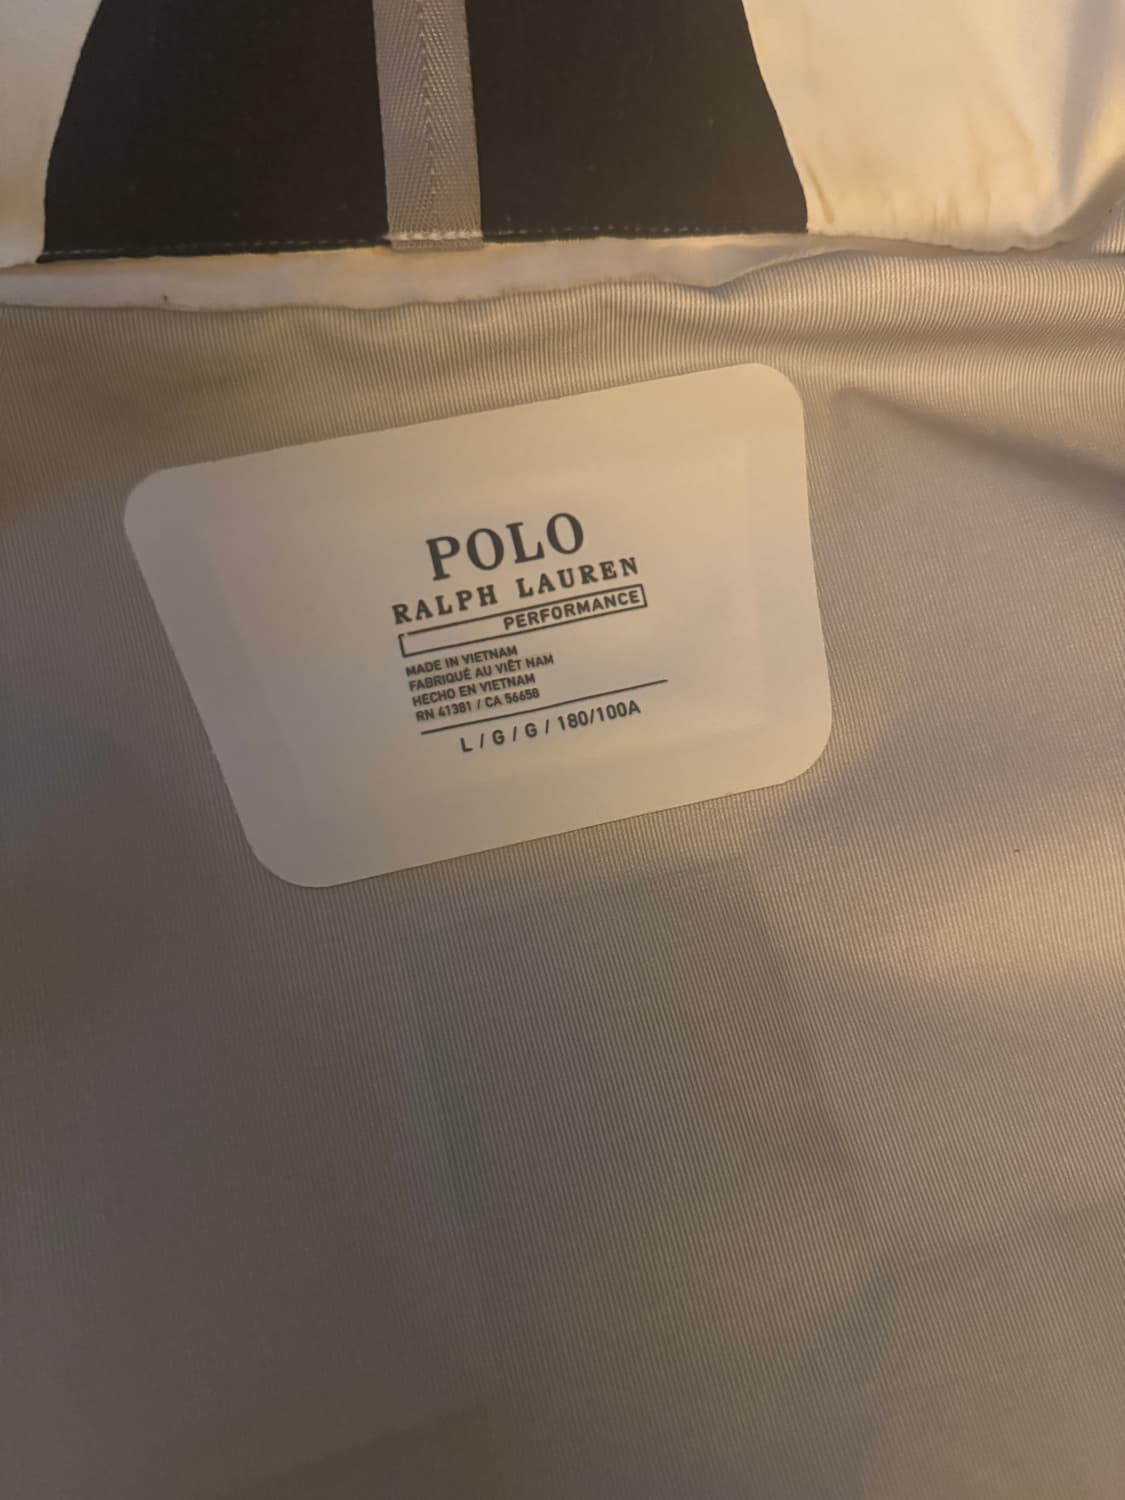 POLO
RALPH LAUREN
PERFORMANCE
MADE IN VIETNAM
FABRIQUÉ AU VIÊT NAM
HECHO EN VIETNAM
RN 41381 / CA 56658
L / G / G / 180/100A